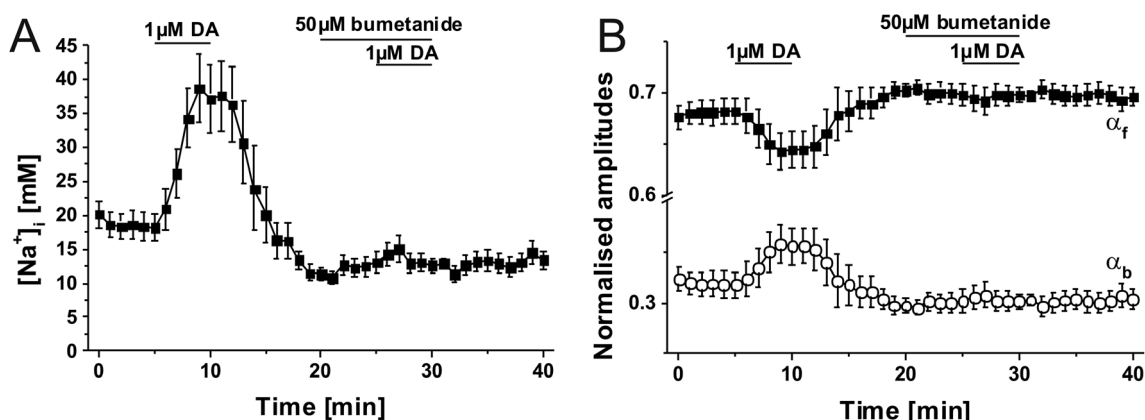 A
1µM DA
50µM bumetanide
1µM DA
[Na⁺]ᵢ [mM]
45
40
35
30
25
20
15
10
5
0
0 10 20 30 40
Time [min]
B
50µM bumetanide
1µM DA
1µM DA
Normalised amplitudes
0.7
0.6
0.3
αf
αb
0 10 20 30 40
Time [min]